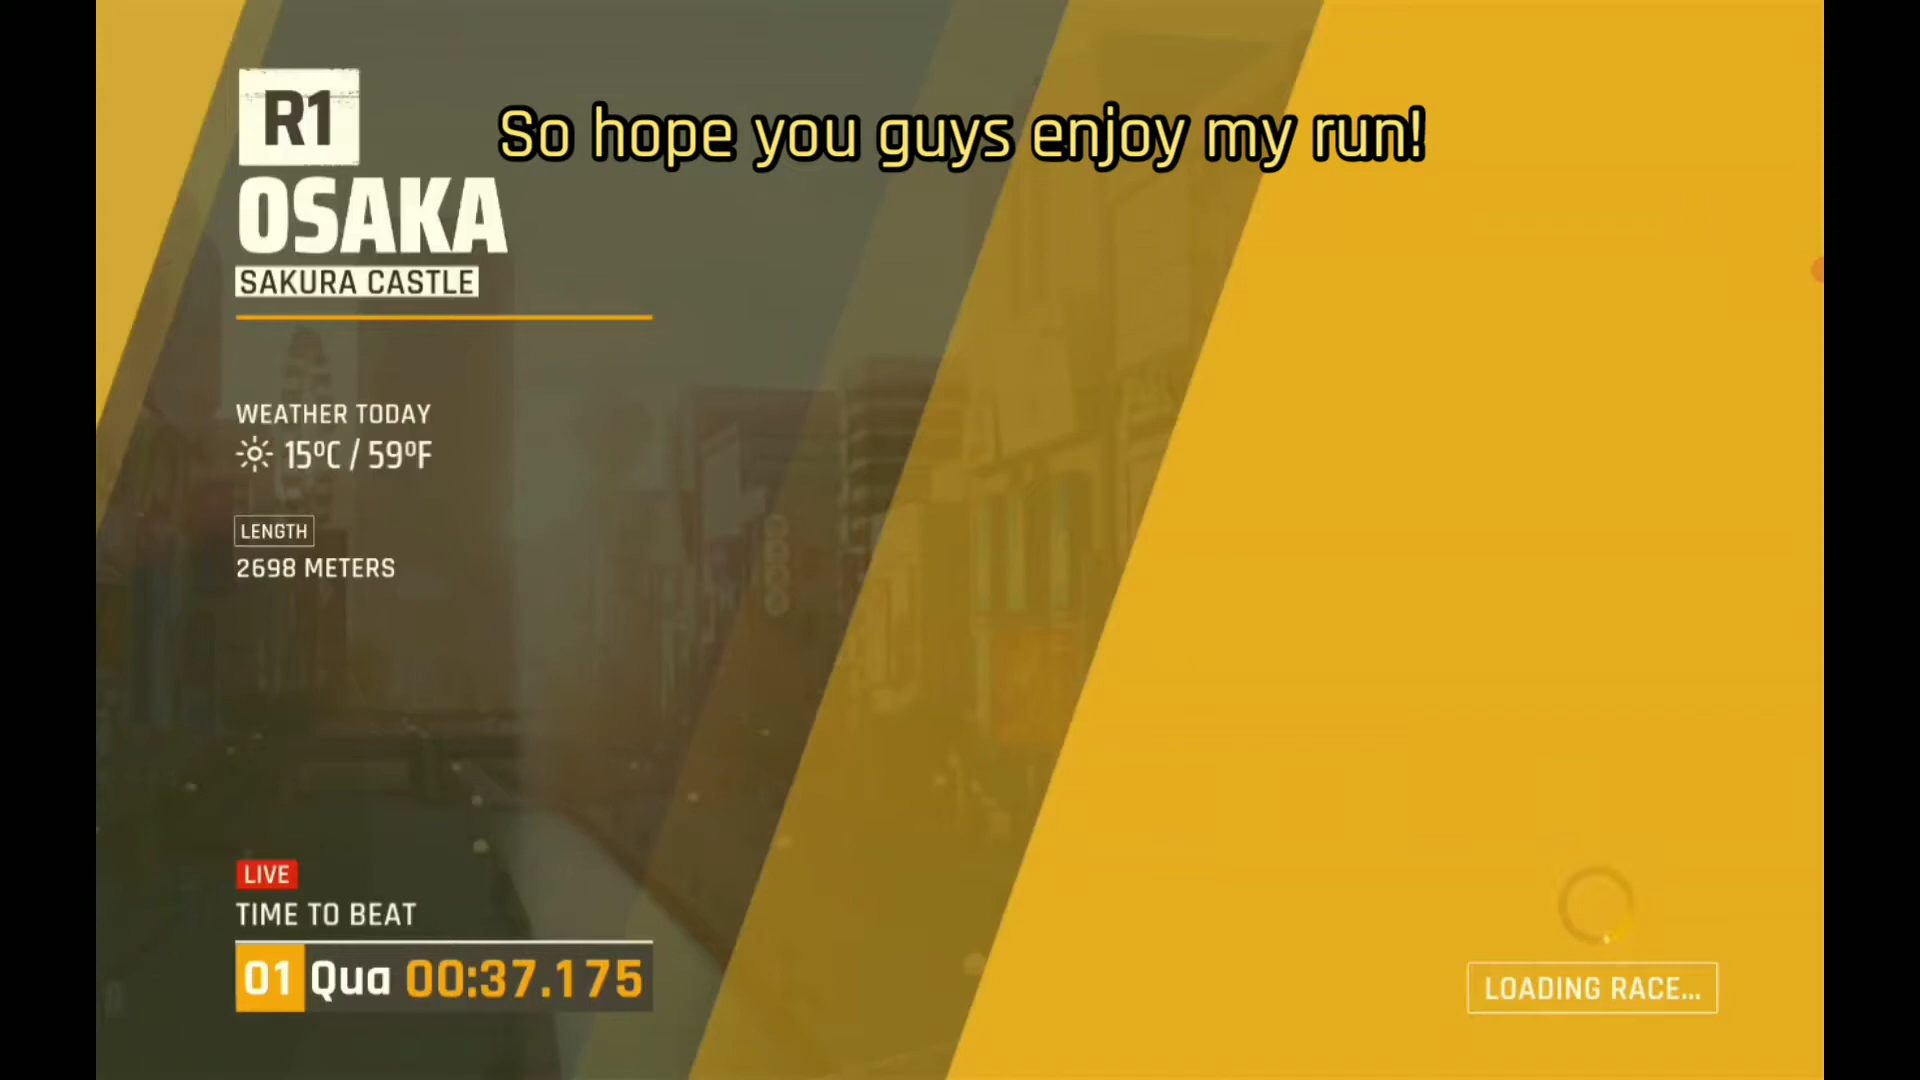 R1
So hope you guys enjoy my run!
OSAKA
SAKURA CASTLE
WEATHER TODAY
15ºC / 59ºF
LENGTH
2698 METERS
LIVE
TIME TO BEAT
01 Qua 00:37.175
LOADING RACE...